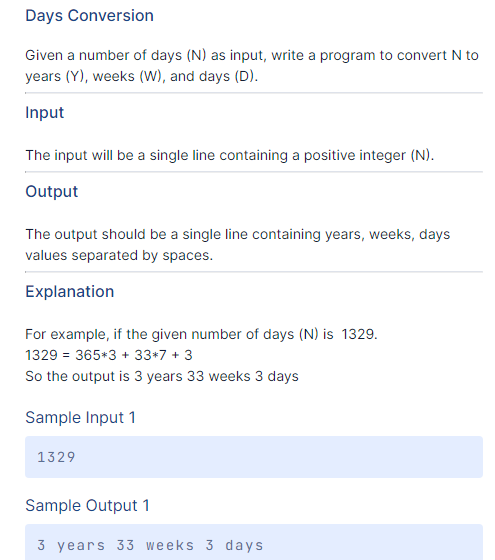 Days Conversion
Given a number of days (N) as input, write a program to convert N to
years (Y), weeks (W), and days (D).
Input
The input will be a single line containing a positive integer (N).
Output
The output should be a single line containing years, weeks, days
values separated by spaces.
Explanation
For example, if the given number of days (N) is  1329.
1329 = 365*3 + 33*7 + 3
So the output is 3 years 33 weeks 3 days
Sample Input 1
1329
Sample Output 1
3 years 33 weeks 3 days